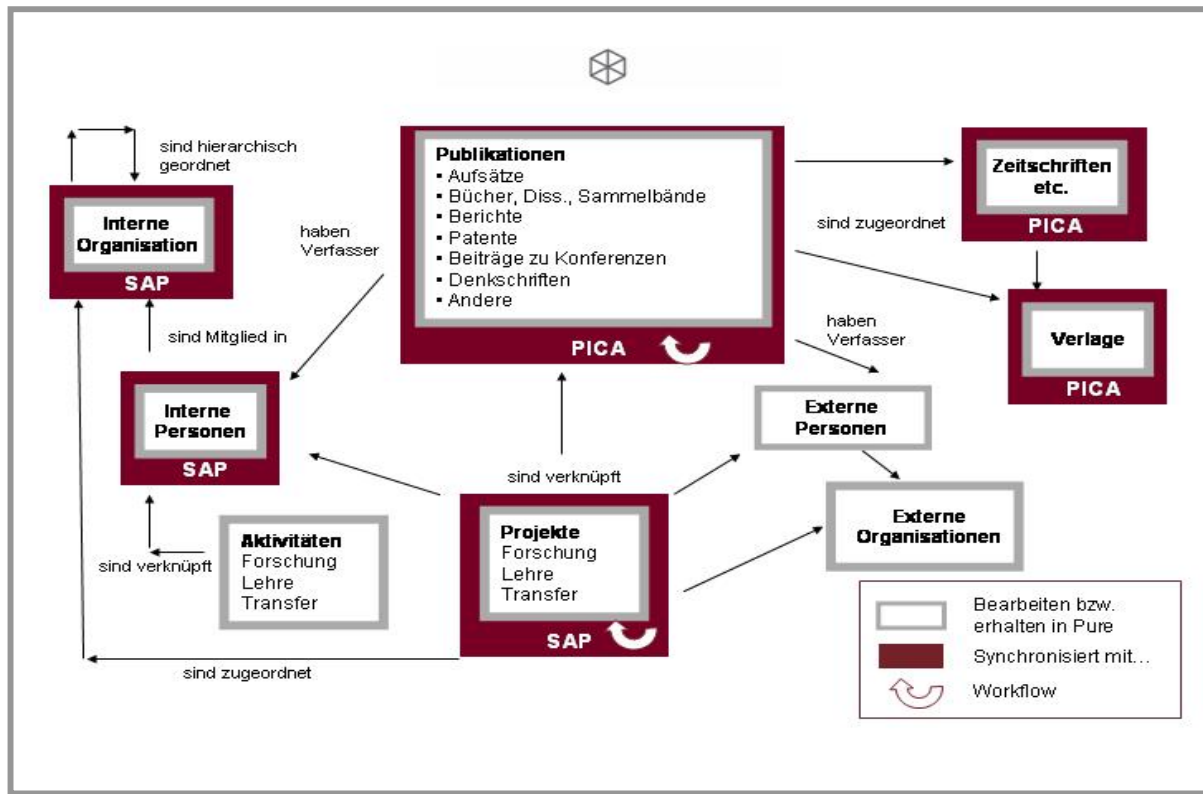 sind hierarchisch
geordnet
Interne
Organisation
SAP
sind Mitglied in
haben
Verfasser
Publikationen
▪ Aufsätze
▪ Bücher, Diss., Sammelbände
▪ Berichte
▪ Patente
▪ Beiträge zu Konferenzen
▪ Denkschriften
▪ Andere
PICA
Zeitschriften
etc.
PICA
sind zugeordnet
Verlage
PICA
haben
Verfasser
Interne
Personen
SAP
Externe
Personen
sind verknüpft
Externe
Organisationen
Aktivitäten
Forschung
Lehre
Transfer
sind verknüpft
Projekte
Forschung
Lehre
Transfer
SAP
sind zugeordnet
Bearbeiten bzw.
erhalten in Pure
Synchronisiert mit...
Workflow